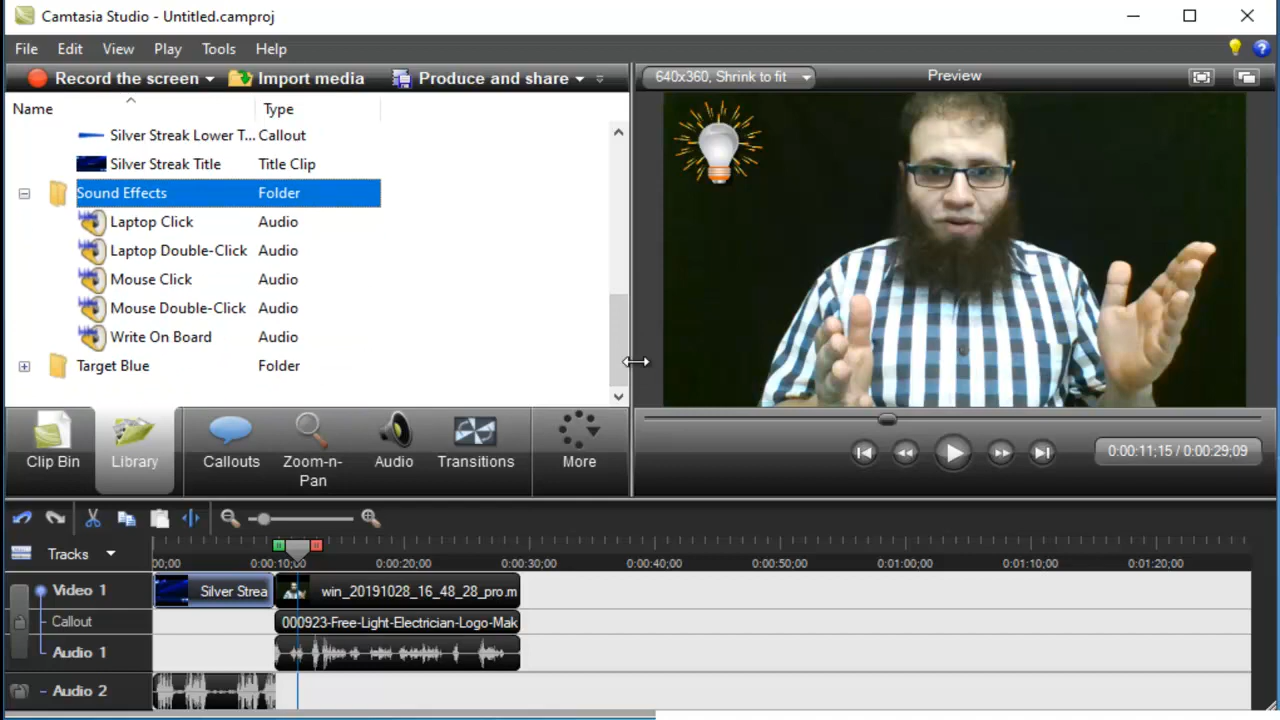 Camtasia Studio - Untitled.camproj
File Edit View Play Tools Help
Record the screen Import media Produce and share
640x360, Shrink to fit Preview
Name Type
Silver Streak Lower T... Callout
Silver Streak Title Title Clip
Sound Effects Folder
Laptop Click Audio
Laptop Double-Click Audio
Mouse Click Audio
Mouse Double-Click Audio
Write On Board Audio
Target Blue Folder
Clip Bin Library Callouts Zoom-n-Pan Audio Transitions More
0:00:11;15 / 0:00:29;09
Tracks
00;00 0:00:10;00 0:00:20;00 0:00:30;00 0:00:40;00 0:00:50;00 0:01:00;00 0:01:10;00 0:01:20;00
Video 1 Silver Strea win_20191028_16_48_28_pro.m
Callout 000923-Free-Light-Electrician-Logo-Mak
Audio 1
Audio 2